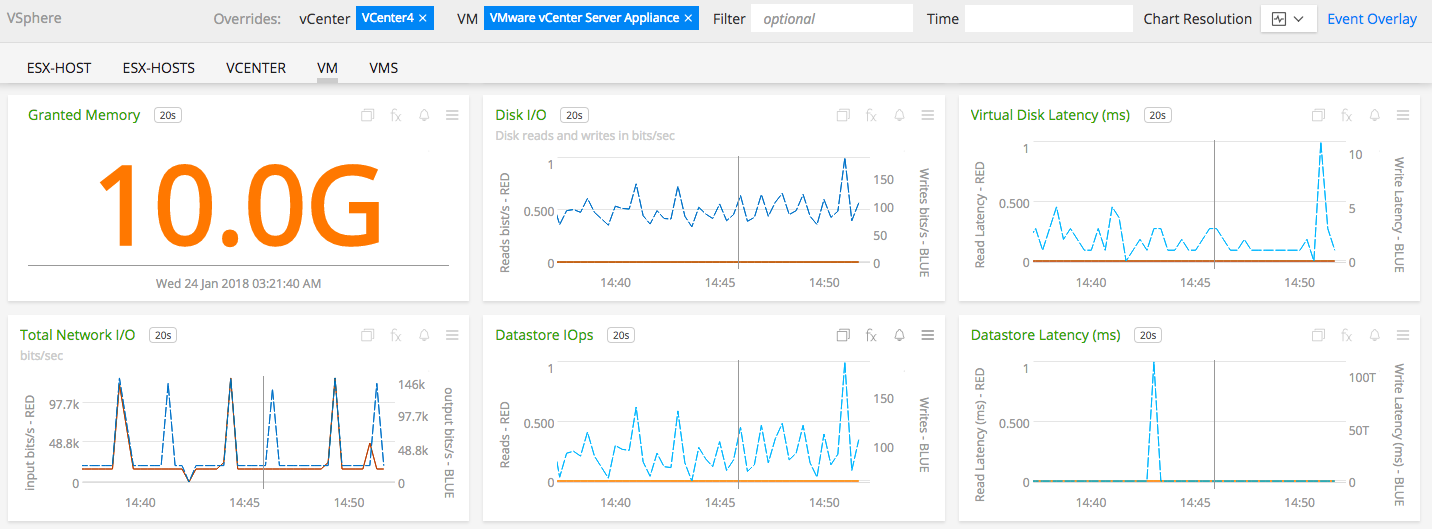 VSphere Overrides: vCenter VCenter4 × VM VMware vCenter Server Appliance × Filter optional Time Chart Resolution Event Overlay
ESX-HOST ESX-HOSTS VCENTER VM VMS
Granted Memory 20s fx
10.0G
Wed 24 Jan 2018 03:21:40 AM
Disk I/O 20s fx
Disk reads and writes in bits/sec
Reads bist/s - RED
1
0.500
0
150
100
50
0
Writes bits/s - BLUE
14:40 14:45 14:50
Virtual Disk Latency (ms) 20s fx
Read Latency - RED
1
0.500
0
10
5
0
Write Latency - BLUE
14:40 14:45 14:50
Total Network I/O 20s fx
bits/sec
input bits/s - RED
97.7k
48.8k
0
146k
97.7k
48.8k
0
output bits/s - BLUE
14:40 14:45 14:50
Datastore IOps 20s fx
Reads - RED
1
0.500
0
150
100
Writes - BLUE
14:40 14:45 14:50
Datastore Latency (ms) 20s fx
Read Latency (ms) - RED
1
0.500
0
100T
50T
0
Write Latency (ms) - BLUE
14:40 14:45 14:50